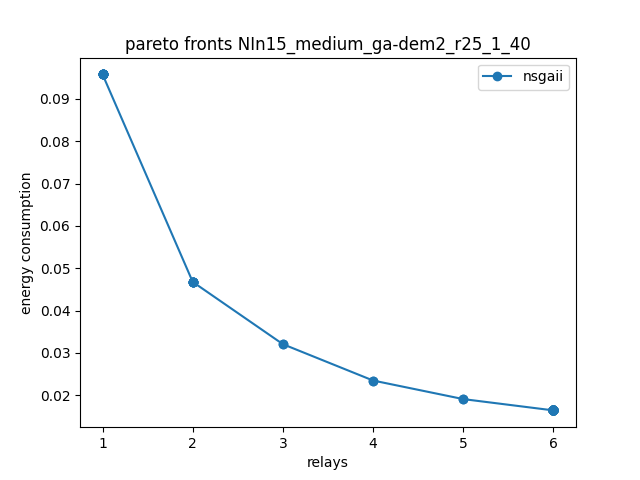 pareto fronts NIn15_medium_ga-dem2_r25_1_40
nsgaii
0.09
0.08
0.07
0.06
0.05
0.04
0.03
0.02
energy consumption
1 2 3 4 5 6
relays